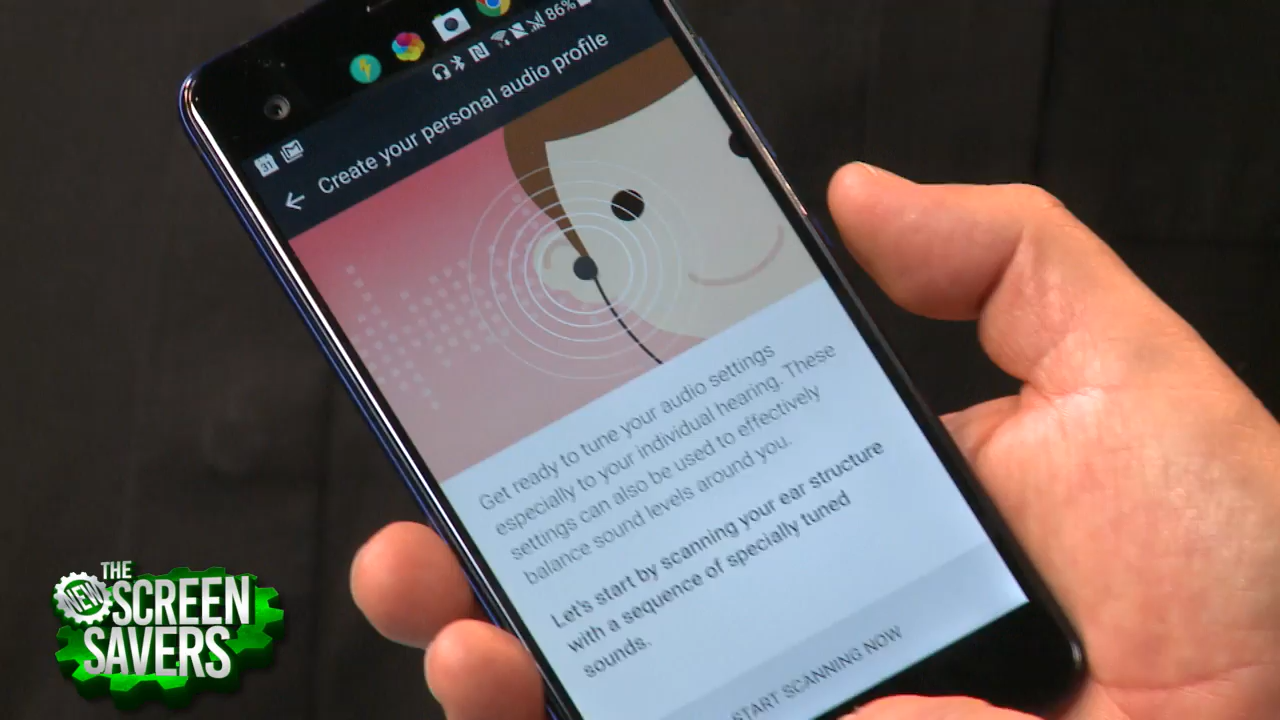 86%
31
Create your personal audio profile
Get ready to tune your audio settings
especially to your individual hearing. These
settings can also be used to effectively
balance sound levels around you.
Let's start by scanning your ear structure
with a sequence of specially tuned
sounds.
START SCANNING NOW
THE
NEW
SCREEN
SAVERS